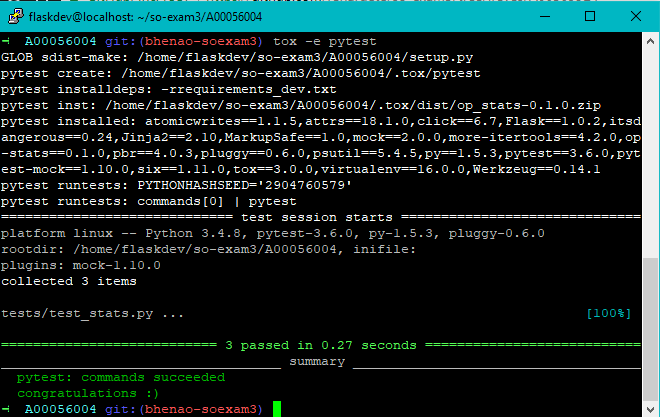 flaskdev@localhost: ~/so-exam3/A00056004
A00056004 git:(bhenao-soexam3) tox -e pytest
GLOB sdist-make: /home/flaskdev/so-exam3/A00056004/setup.py
pytest create: /home/flaskdev/so-exam3/A00056004/.tox/pytest
pytest installdeps: -rrequirements_dev.txt
pytest inst: /home/flaskdev/so-exam3/A00056004/.tox/dist/op_stats-0.1.0.zip
pytest installed: atomicwrites==1.1.5,attrs==18.1.0,click==6.7,Flask==1.0.2,itsd
angerous==0.24,Jinja2==2.10,MarkupSafe==1.0,mock==2.0.0,more-itertools==4.2.0,op
-stats==0.1.0,pbr==4.0.3,pluggy==0.6.0,psutil==5.4.5,py==1.5.3,pytest==3.6.0,pyt
est-mock==1.10.0,six==1.11.0,tox==3.0.0,virtualenv==16.0.0,Werkzeug==0.14.1
pytest runtests: PYTHONHASHSEED='2904760579'
pytest runtests: commands[0] | pytest
============================= test session starts ==============================
platform linux -- Python 3.4.8, pytest-3.6.0, py-1.5.3, pluggy-0.6.0
rootdir: /home/flaskdev/so-exam3/A00056004, inifile:
plugins: mock-1.10.0
collected 3 items
tests/test_stats.py ... [100%]
=========================== 3 passed in 0.27 seconds ===========================
___________________________________ summary ____________________________________
pytest: commands succeeded
congratulations :)
A00056004 git:(bhenao-soexam3)